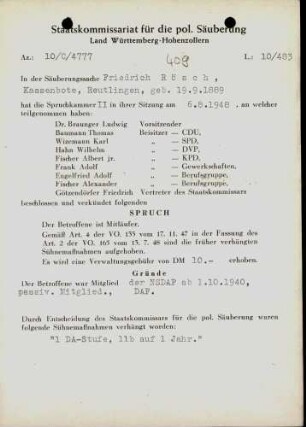 Staatskommissariat für die pol. Säuberung
Land Württemberg-Hohenzollern
Az.: 10/C/4777
408
L.: 10/485
In der Säuberungssache Friedrich R ö s c h ,
Kassenbote, Reutlingen, geb. 19.9.1889
hat die Spruchkammer II in ihrer Sitzung am 6.8.1948 . an welcher
teilgenommen haben:
Dr. Braunger Ludwig Vorsitzender
Baumann Thomas Beisitzer — CDU,
Wizemann Karl „ — SPD,
Hahn Wilhelm „ — DVP,
Fischer Albert jr. „ — KPD,
Frank Adolf „ — Gewerkschaften,
Engelfried Adolf „ — Berufsgruppe,
Fischer Alexander „ — Berufsgruppe,
Götzendörfer Friedrich Vertreter des Staatskommissars
beschlossen und verkündet folgenden
SPRUCH
Der Betroffene ist Mitläufer.
Gemäß Art. 4 der VO. 133 vom 17. 11. 47 in der Fassung des
Art. 2 der VO. 165 vom 13. 7. 48 sind die früher verhängten
Sühnemaßnahmen aufgehoben.
Es wird eine Verwaltungsgebühr von DM 10.– erhoben.
Gründe
Der Betroffene war Mitglied der NSDAP ab 1.10.1940,
passiv. Mitglied., DAF.
Durch Entscheidung des Staatskommissars für die pol. Säuberung waren
folgende Sühnemaßnahmen verhängt worden:
"1 DA-Stufe, 11b auf 1 Jahr."